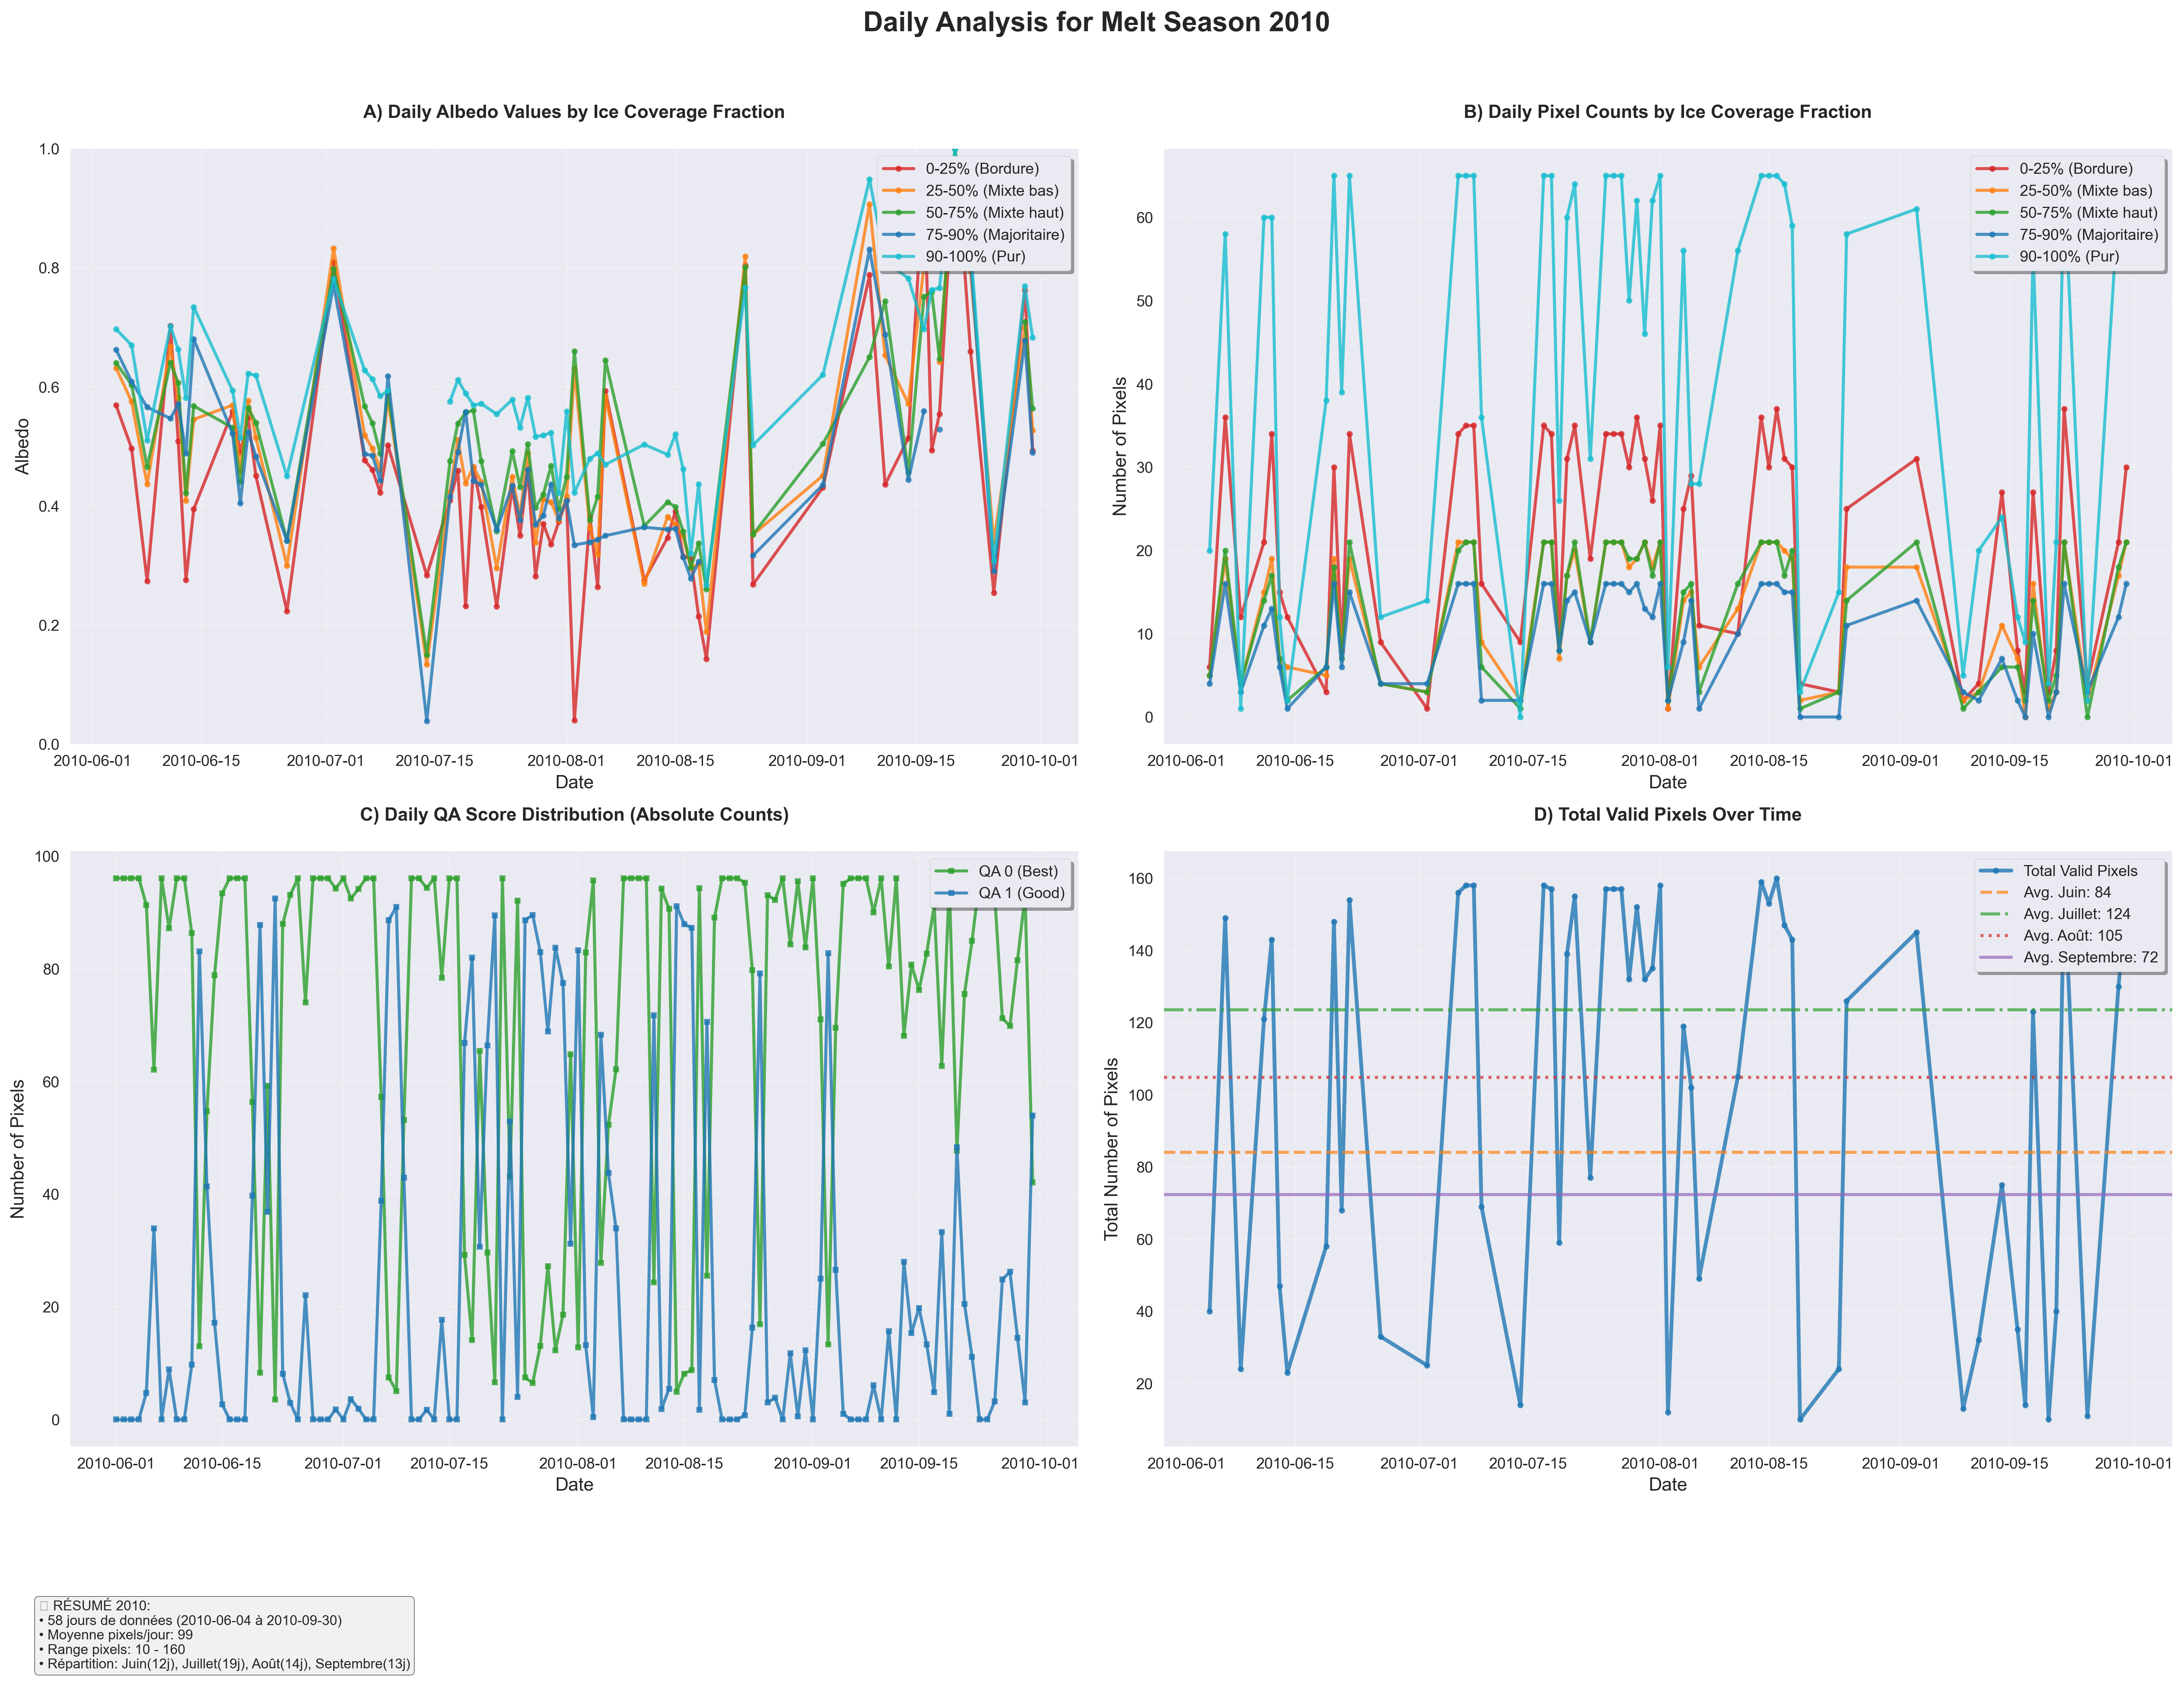 Daily Analysis for Melt Season 2010
A) Daily Albedo Values by Ice Coverage Fraction
1.0
0.8
0.6
0.4
0.2
0.0
Albedo
0-25% (Bordure)
25-50% (Mixte bas)
50-75% (Mixte haut)
75-90% (Majoritaire)
90-100% (Pur)
2010-06-01 2010-06-15 2010-07-01 2010-07-15 2010-08-01 2010-08-15 2010-09-01 2010-09-15 2010-10-01
Date
B) Daily Pixel Counts by Ice Coverage Fraction
60
50
40
30
20
10
0
Number of Pixels
0-25% (Bordure)
25-50% (Mixte bas)
50-75% (Mixte haut)
75-90% (Majoritaire)
90-100% (Pur)
2010-06-01 2010-06-15 2010-07-01 2010-07-15 2010-08-01 2010-08-15 2010-09-01 2010-09-15 2010-10-01
Date
C) Daily QA Score Distribution (Absolute Counts)
100
80
60
40
20
0
Number of Pixels
QA 0 (Best)
QA 1 (Good)
2010-06-01 2010-06-15 2010-07-01 2010-07-15 2010-08-01 2010-08-15 2010-09-01 2010-09-15 2010-10-01
Date
D) Total Valid Pixels Over Time
160
140
120
100
80
60
40
20
Total Number of Pixels
Total Valid Pixels
Avg. Juin: 84
Avg. Juillet: 124
Avg. Août: 105
Avg. Septembre: 72
2010-06-01 2010-06-15 2010-07-01 2010-07-15 2010-08-01 2010-08-15 2010-09-01 2010-09-15 2010-10-01
Date
RÉSUMÉ 2010:
• 58 jours de données (2010-06-04 à 2010-09-30)
• Moyenne pixels/jour: 99
• Range pixels: 10 - 160
• Répartition: Juin(12j), Juillet(19j), Août(14j), Septembre(13j)